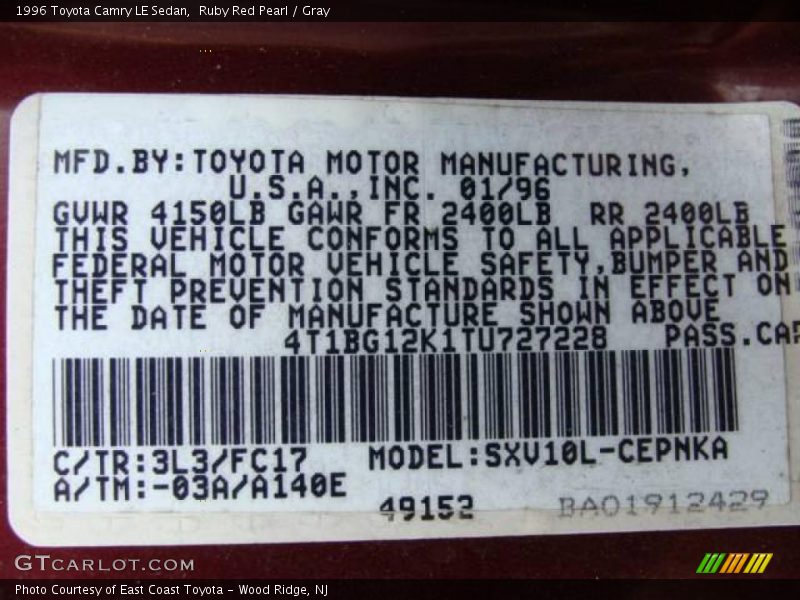 1996 Toyota Camry LE Sedan,  Ruby Red Pearl / Gray
MFD.BY:TOYOTA MOTOR MANUFACTURING,
U.S.A.,INC. 01/96
GVWR 4150LB GAWR FR 2400LB  RR 2400LB
THIS VEHICLE CONFORMS TO ALL APPLICABLE
FEDERAL MOTOR VEHICLE SAFETY,BUMPER AND
THEFT PREVENTION STANDARDS IN EFFECT ON
THE DATE OF MANUFACTURE SHOWN ABOVE
4T1BG12K1TU727228  PASS.CAR
C/TR:3L3/FC17  MODEL:SXV10L-CEPNKA
A/TM:-03A/A140E
49152  BA01912429
GTCARLOT.COM
Photo Courtesy of East Coast Toyota - Wood Ridge, NJ